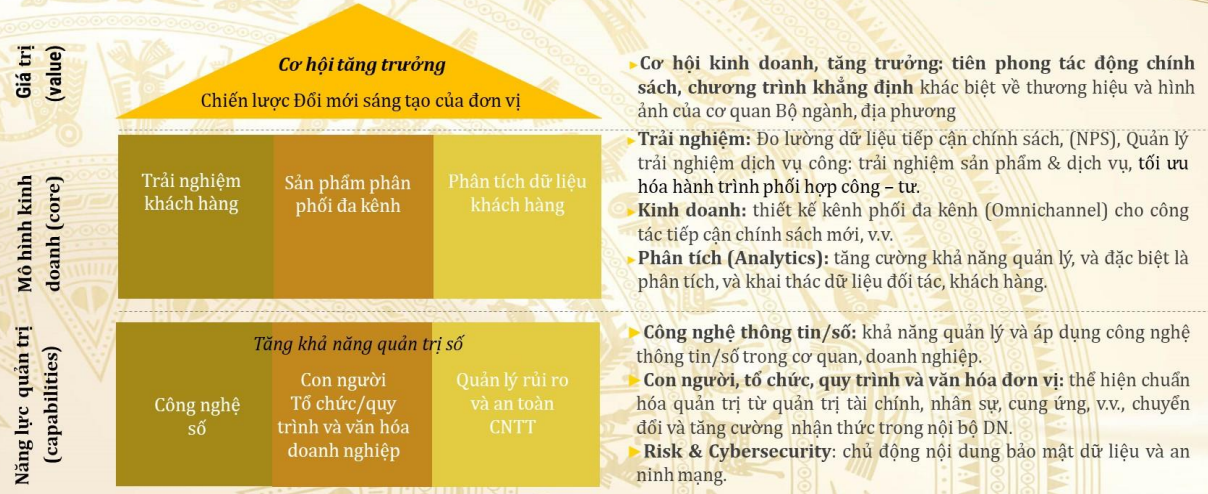 Giá trị
(value)
Cơ hội tăng trưởng
Chiến lược Đổi mới sáng tạo của đơn vị
►Cơ hội kinh doanh, tăng trưởng: tiên phong tác động chính
sách, chương trình khẳng định khác biệt về thương hiệu và hình
ảnh của cơ quan Bộ ngành, địa phương
Mô hình kinh
doanh (core)
Trải nghiệm
khách hàng
Sản phẩm phân
phối đa kênh
Phân tích dữ liệu
khách hàng
►Trải nghiệm: Đo lường dữ liệu tiếp cận chính sách, (NPS), Quản lý
trải nghiệm dịch vụ công: trải nghiệm sản phẩm & dịch vụ, tối ưu
hóa hành trình phối hợp công – tư.
►Kinh doanh: thiết kế kênh phối đa kênh (Omnichannel) cho công
tác tiếp cận chính sách mới, v.v.
►Phân tích (Analytics): tăng cường khả năng quản lý, và đặc biệt là
phân tích, và khai thác dữ liệu đối tác, khách hàng.
Năng lực quản trị
(capabilities)
Tăng khả năng quản trị số
Công nghệ
số
Con người
Tổ chức/quy
trình và văn hóa
doanh nghiệp
Quản lý rủi ro
và an toàn
CNTT
►Công nghệ thông tin/số: khả năng quản lý và áp dụng công nghệ
thông tin/số trong cơ quan, doanh nghiệp.
►Con người, tổ chức, quy trình và văn hóa đơn vị: thể hiện chuẩn
hóa quản trị từ quản trị tài chính, nhân sự, cung ứng, v.v., chuyển
đổi và tăng cường nhận thức trong nội bộ DN.
►Risk & Cybersecurity: chủ động nội dung bảo mật dữ liệu và an
ninh mạng.